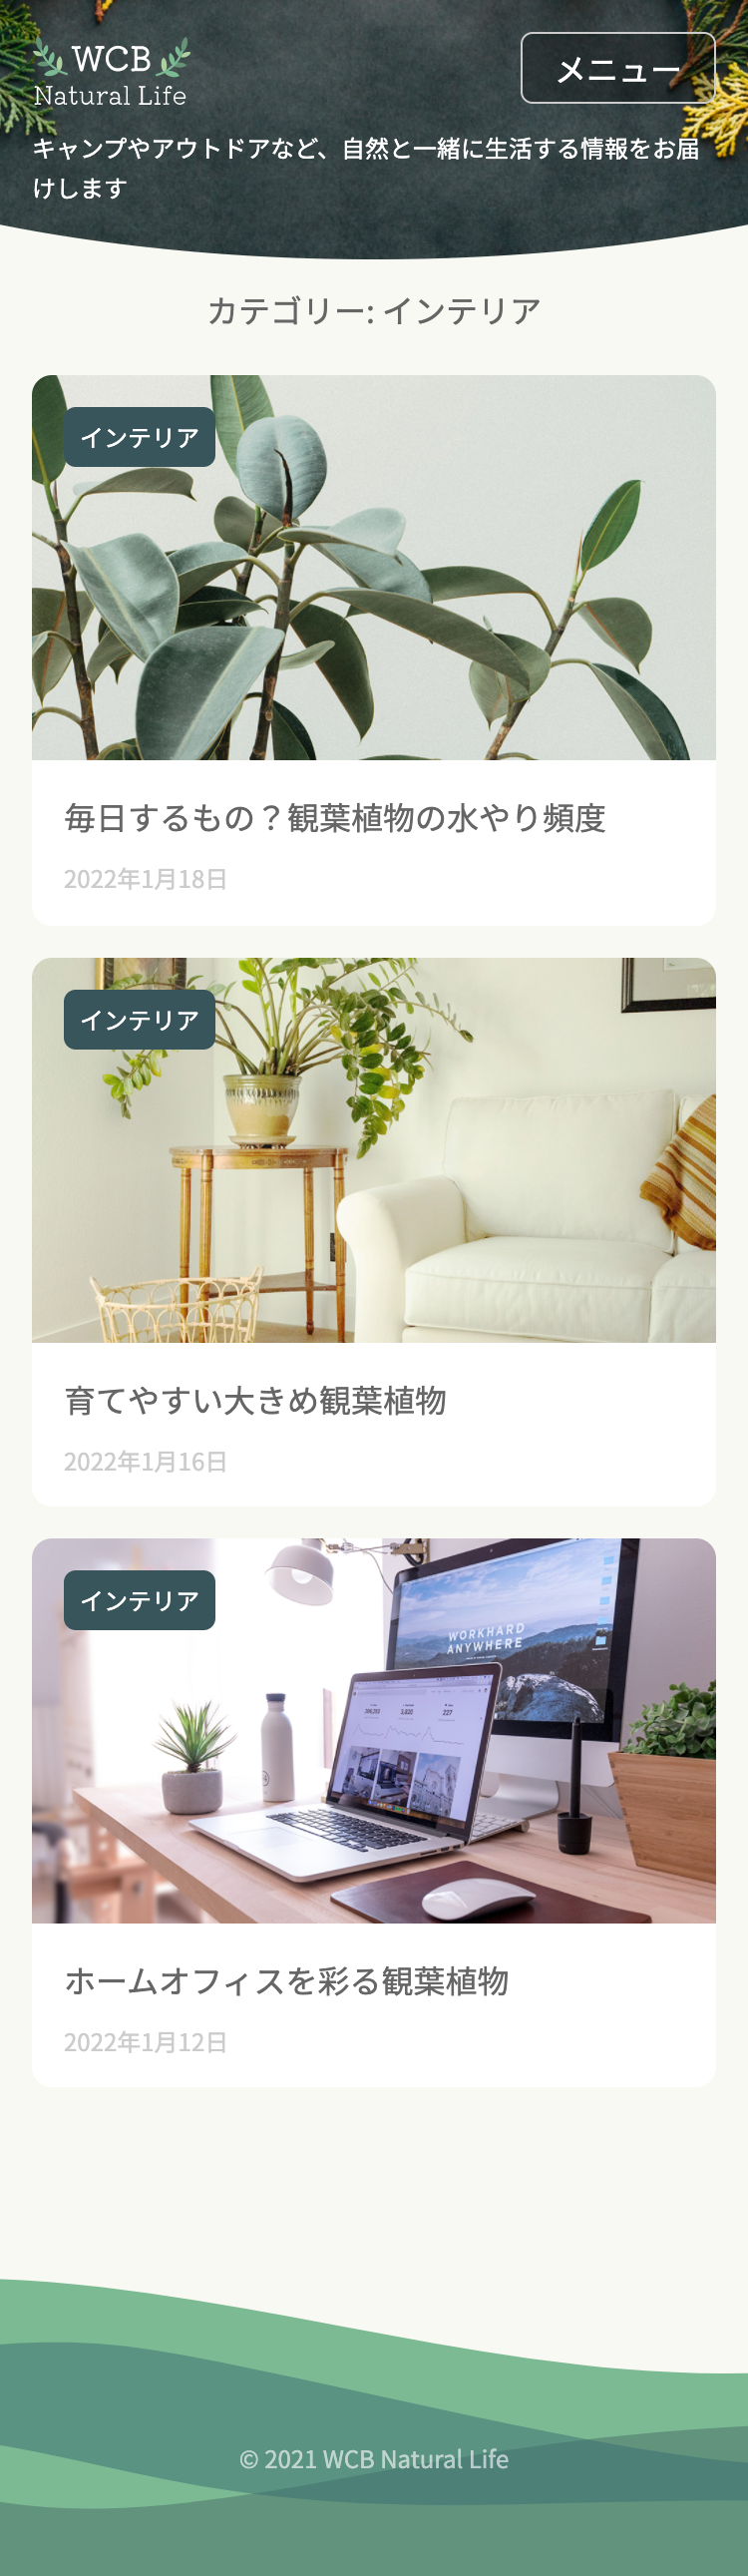 WCB
Natural Life
メニュー
キャンプやアウトドアなど、自然と一緒に生活する情報をお届
けします
カテゴリー: インテリア
インテリア
毎日するもの？観葉植物の水やり頻度
2022年1月18日
インテリア
育てやすい大きめ観葉植物
2022年1月16日
インテリア
WORKHARD
ANYWHERE
227
ホームオフィスを彩る観葉植物
2022年1月12日
© 2021 WCB Natural Life